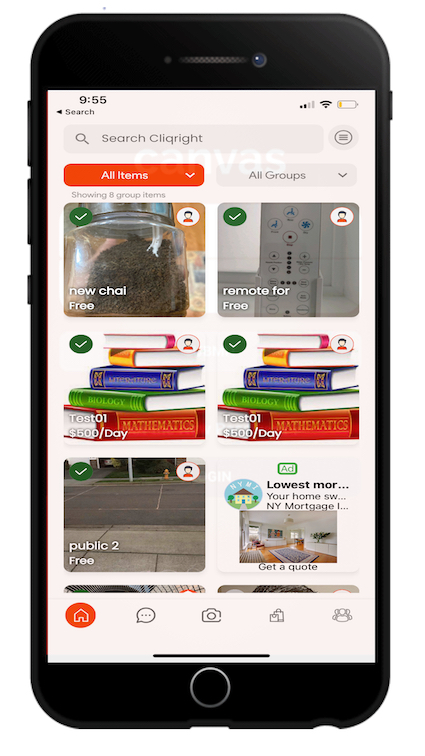 9:55
◄ Search
Search Cliqright
canvas
All Items
All Groups
Showing 8 group items
new chai
Free
remote for
Free
LITERATURE
BIOLOGY
MATHEMATICS
Test01
$500/Day
LITERATURE
BIOLOGY
MATHEMATICS
Test01
$500/Day
public 2
Free
GIN
Ad
NYMI
Lowest mor...
Your home sw...
NY Mortgage I...
Get a quote